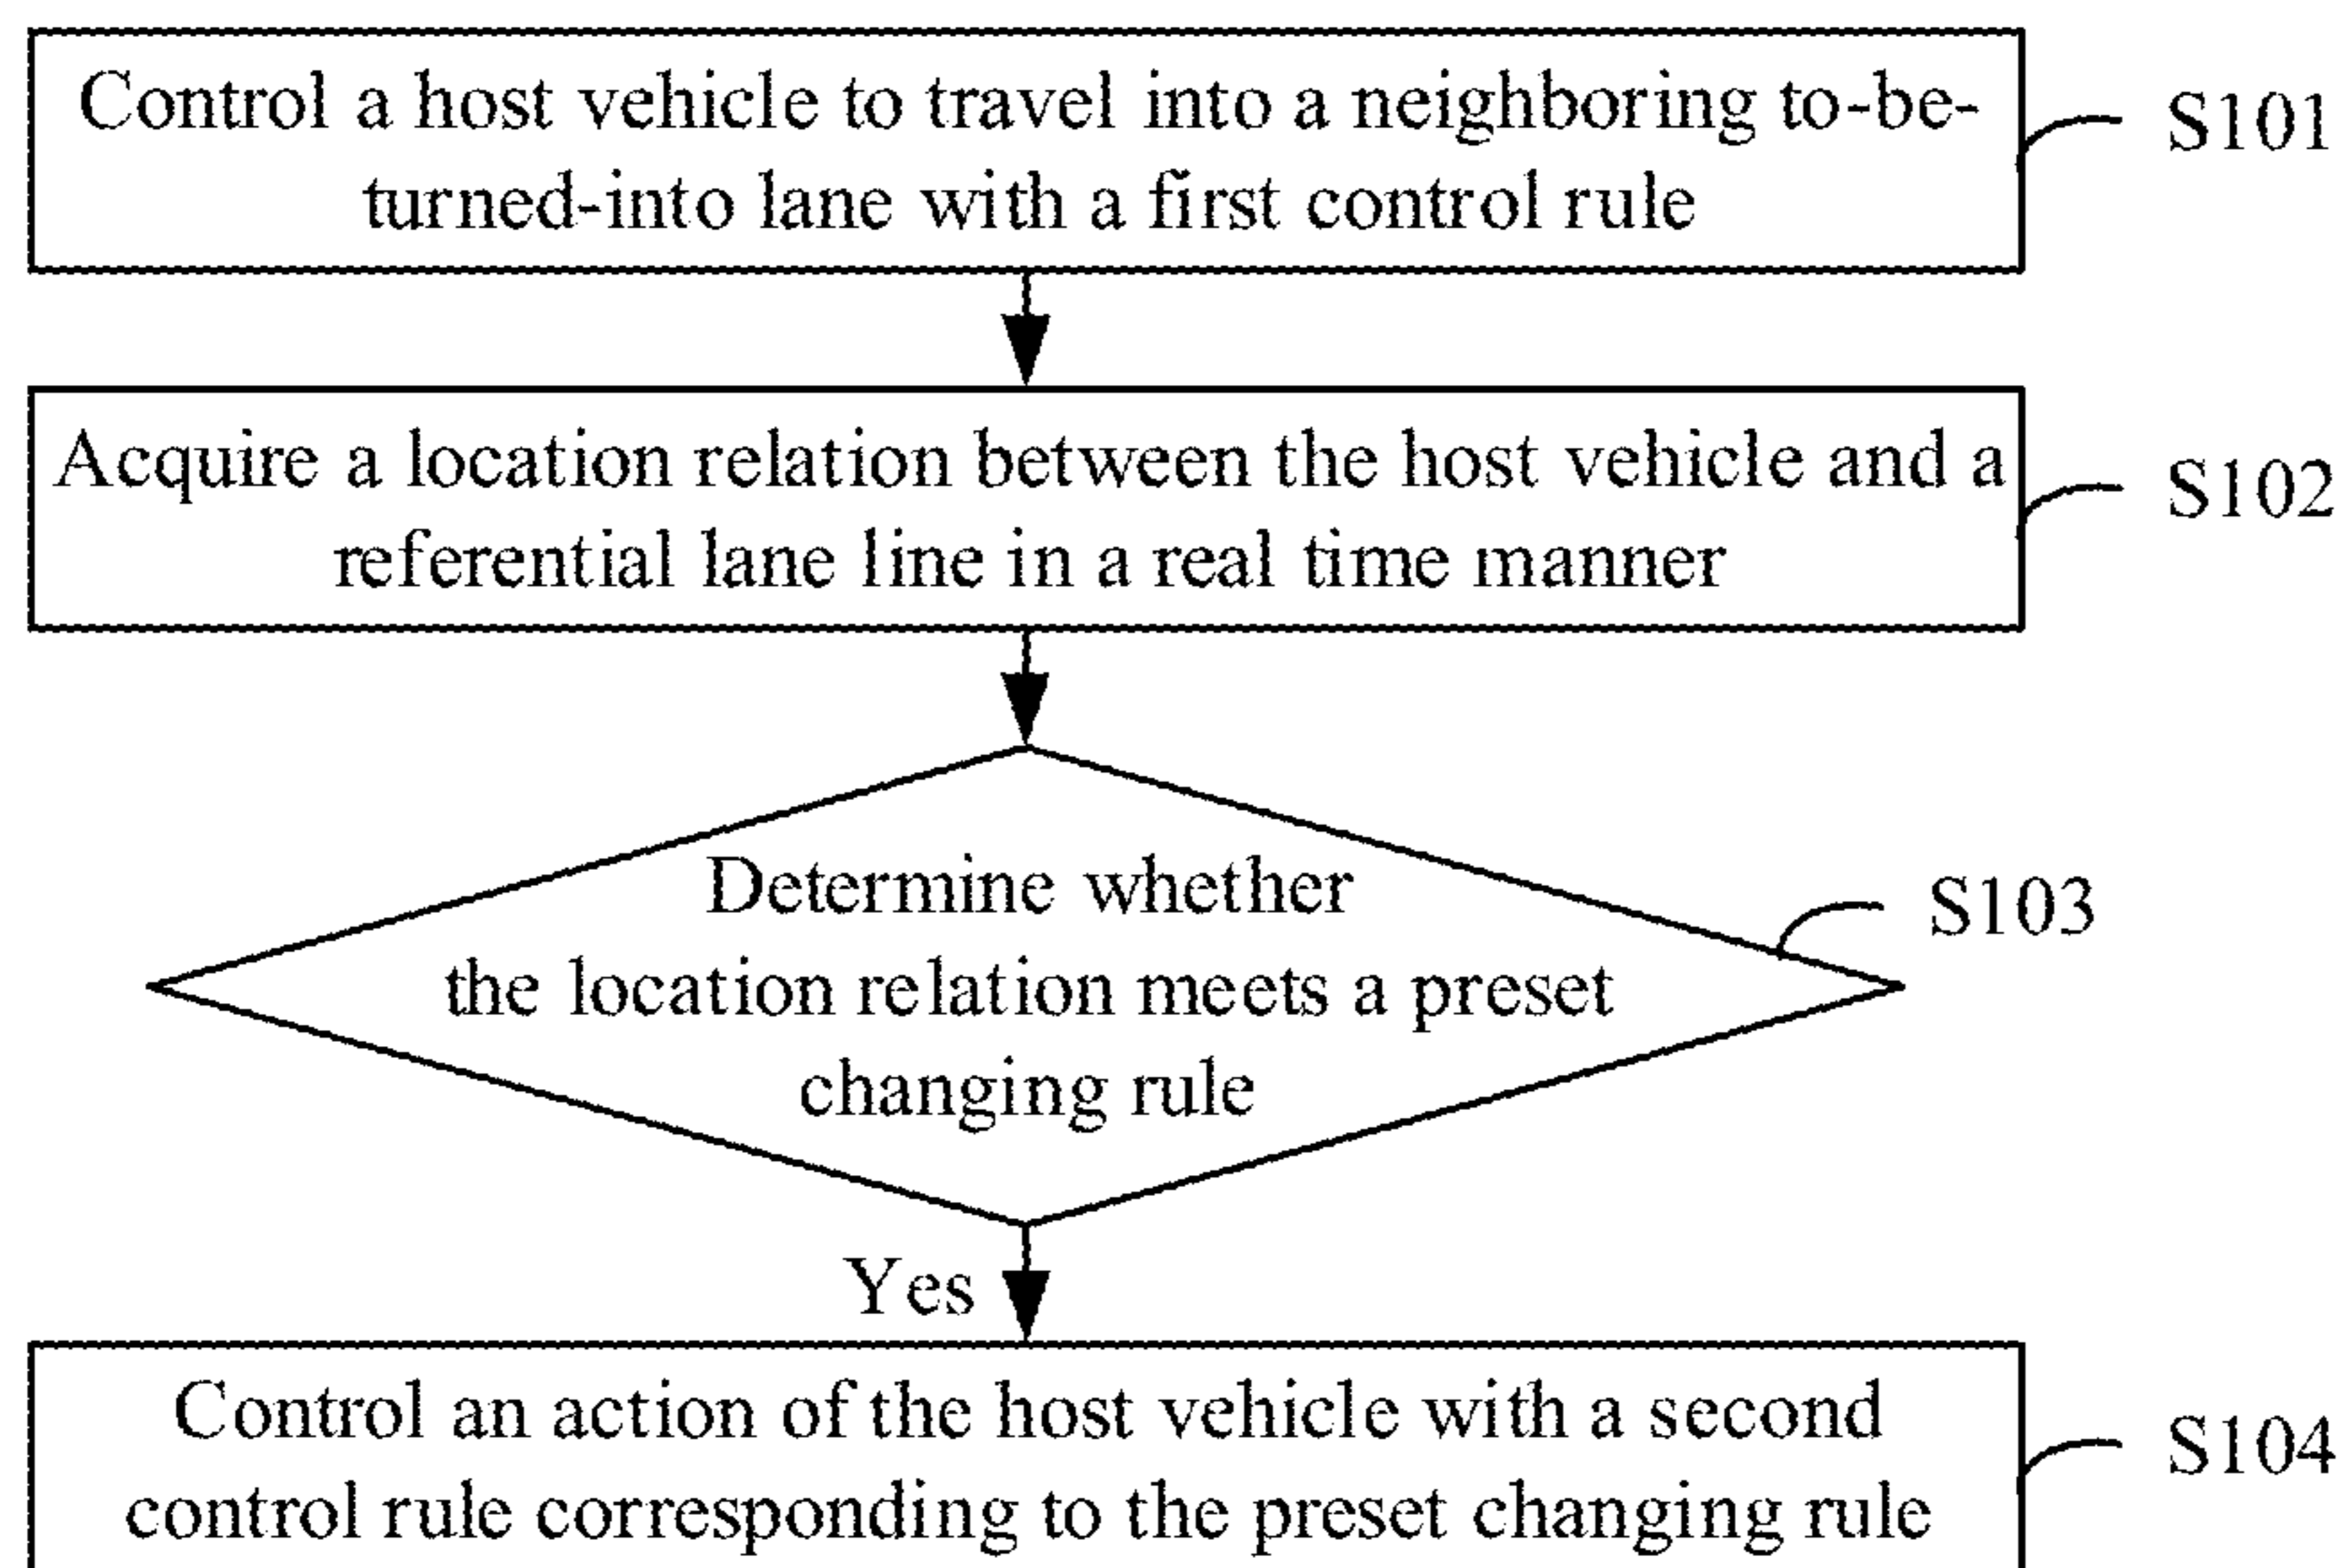 Control a host vehicle to travel into a neighboring to-be-
turned-into lane with a first control rule
S101
Acquire a location relation between the host vehicle and a
referential lane line in a real time manner
S102
Determine whether
the location relation meets a preset
changing rule
S103
Yes
Control an action of the host vehicle with a second
control rule corresponding to the preset changing rule
S104